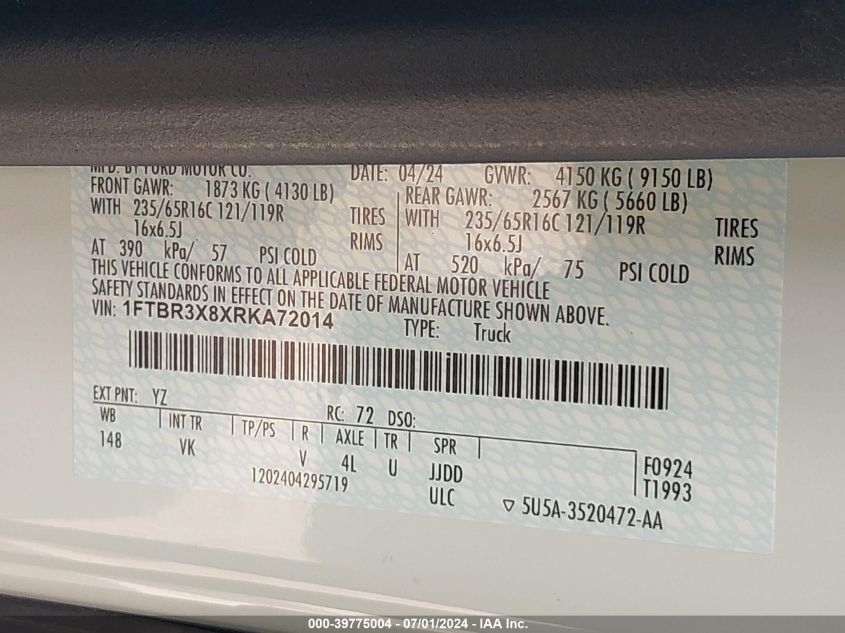 MFD. BY FORD MOTOR CO. DATE: 04/24 GVWR: 4150 KG ( 9150 LB)
FRONT GAWR: 1873 KG ( 4130 LB) REAR GAWR: 2567 KG ( 5660 LB)
WITH 235/65R16C 121/119R TIRES WITH 235/65R16C 121/119R TIRES
16x6.5J RIMS 16x6.5J RIMS
AT 390 kPa/ 57 PSI COLD AT 520 kPa/ 75 PSI COLD
THIS VEHICLE CONFORMS TO ALL APPLICABLE FEDERAL MOTOR VEHICLE
SAFETY STANDARDS IN EFFECT ON THE DATE OF MANUFACTURE SHOWN ABOVE.
VIN: 1FTBR3X8XRKA72014 TYPE: Truck
EXT PNT: YZ RC: 72 DSO:
WB INT TR TP/PS R AXLE TR SPR
148 VK V 4L U JJDD F0924
1202404295719 ULC T1993
5U5A-3520472-AA
000-39775004 - 07/01/2024 - IAA Inc.